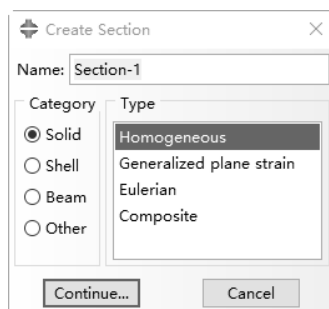 Create Section
Name: Section-1
Category Type
Solid
Shell
Beam
Other
Homogeneous
Generalized plane strain
Eulerian
Composite
Continue... Cancel